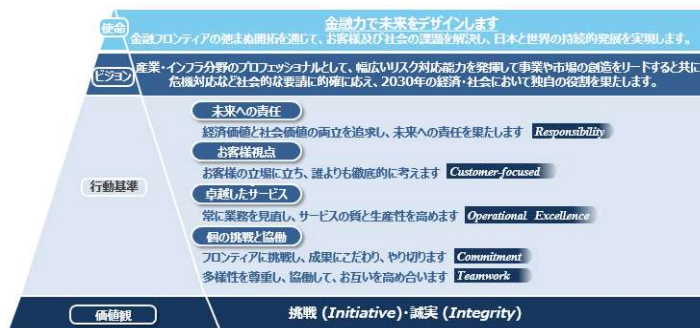 使命
金融力で未来をデザインします
金融フロンティアの弛まぬ開拓を通じて、お客様及び社会の課題を解決し、日本と世界の持続的発展を実現します。
ビジョン
産業・インフラ分野のプロフェッショナルとして、幅広いリスク対応能力を発揮して事業や市場の創造をリードすると共に
危機対応など社会的な要請に的確に応え、2030年の経済・社会において独自の役割を果たします。
行動基準
未来への責任
経済価値と社会価値の両立を追求し、未来への責任を果たします Responsibility
お客様視点
お客様の立場に立ち、誰よりも徹底的に考えます Customer-focused
卓越したサービス
常に業務を見直し、サービスの質と生産性を高めます Operational Excellence
個の挑戦と協働
フロンティアに挑戦し、成果にこだわり、やり切ります Commitment
多様性を尊重し、協働して、お互いを高め合います Teamwork
価値観
挑戦 (Initiative)・誠実 (Integrity)